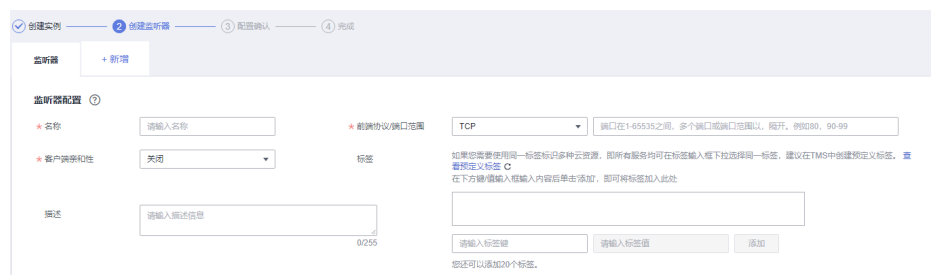 创建实例 2 创建监听器 3 配置确认 4 完成
监听器 + 新增
监听器配置 ?
* 名称 请输入名称 * 前端协议/端口范围 TCP 端口在1-65535之间，多个端口或端口范围以，隔开。例如80，90-99
* 客户端亲和性 关闭 标签 如果您需要使用同一标签标识多种云资源，即所有服务均可在标签输入框下拉选择同一标签，建议在TMS中创建预定义标签。 查
看预定义标签
在下方键/值输入框输入内容后单击'添加'，即可将标签加入此处
描述 请输入描述信息
0/255
请输入标签键 请输入标签值 添加
您还可以添加20个标签。